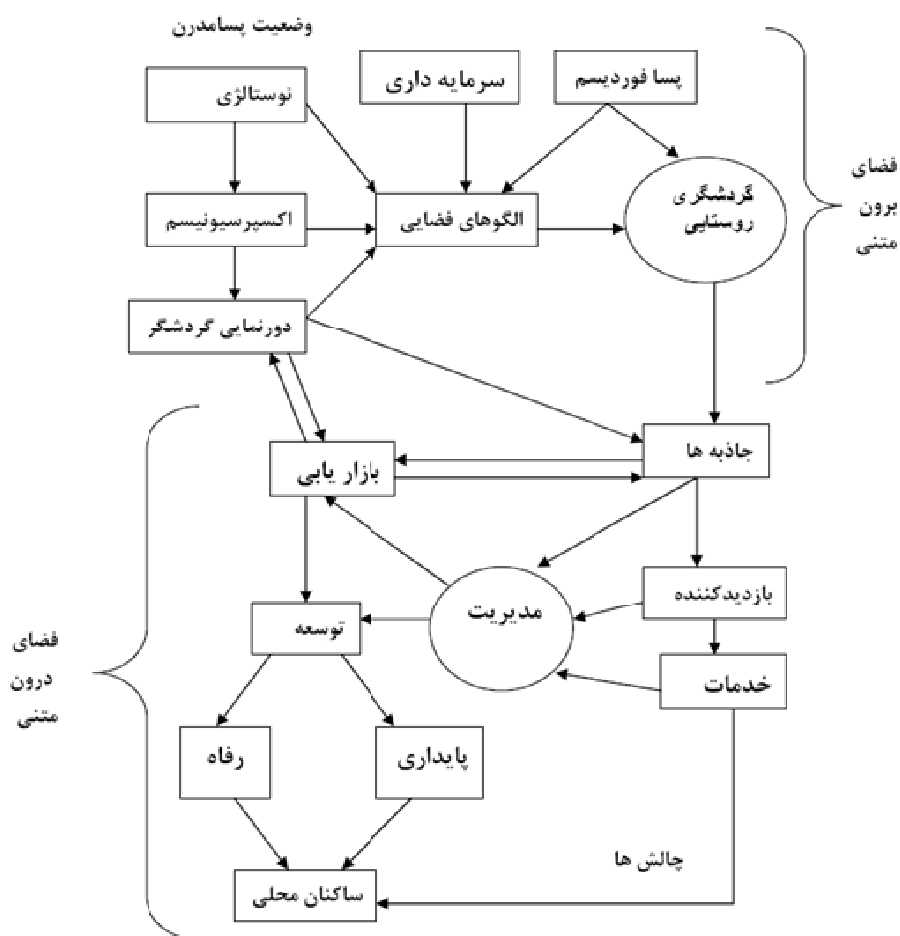 وضعیت پسامدرن
پسا فوردیسم
سرمایه داری
نوستالژی
فضای
برون
متنی
گردشگری
روستایی
الگوهای فضایی
اکسپرسیونیسم
دورنمایی گردشگر
جاذبه ها
بازار یابی
بازدیدکننده
مدیریت
توسعه
فضای
درون
متنی
خدمات
پایداری
رفاه
چالش ها
ساکنان محلی